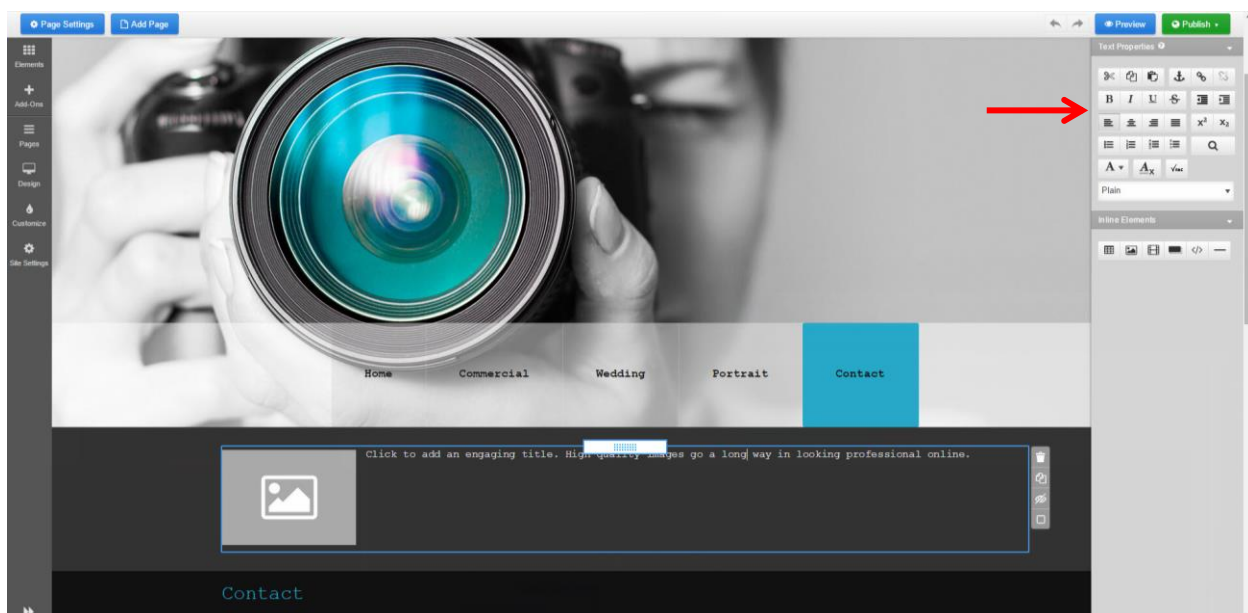 Page Settings
Add Page
Preview
Publish
Elements
Add-Ons
Pages
Design
Customize
Site Settings
Text Properties
B I U S
x² x₂
A Aₓ √abc
Plain
Inline Elements
</>
Home Commercial Wedding Portrait Contact
Click to add an engaging title. High quality images go a long way in looking professional online.
Contact